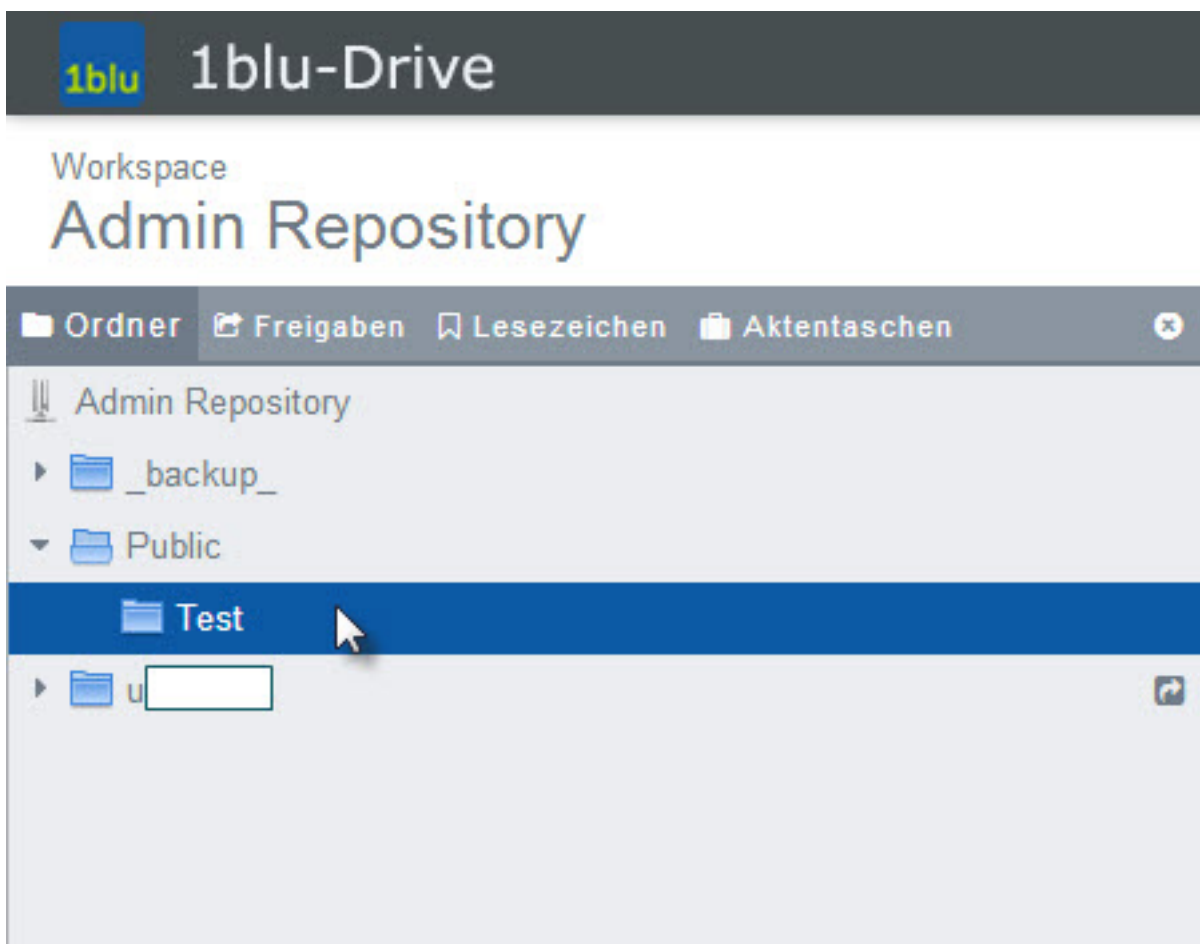 1blu 1blu-Drive
Workspace
Admin Repository
Ordner Freigaben Lesezeichen Aktentaschen
Admin Repository
_backup_
Public
Test
u